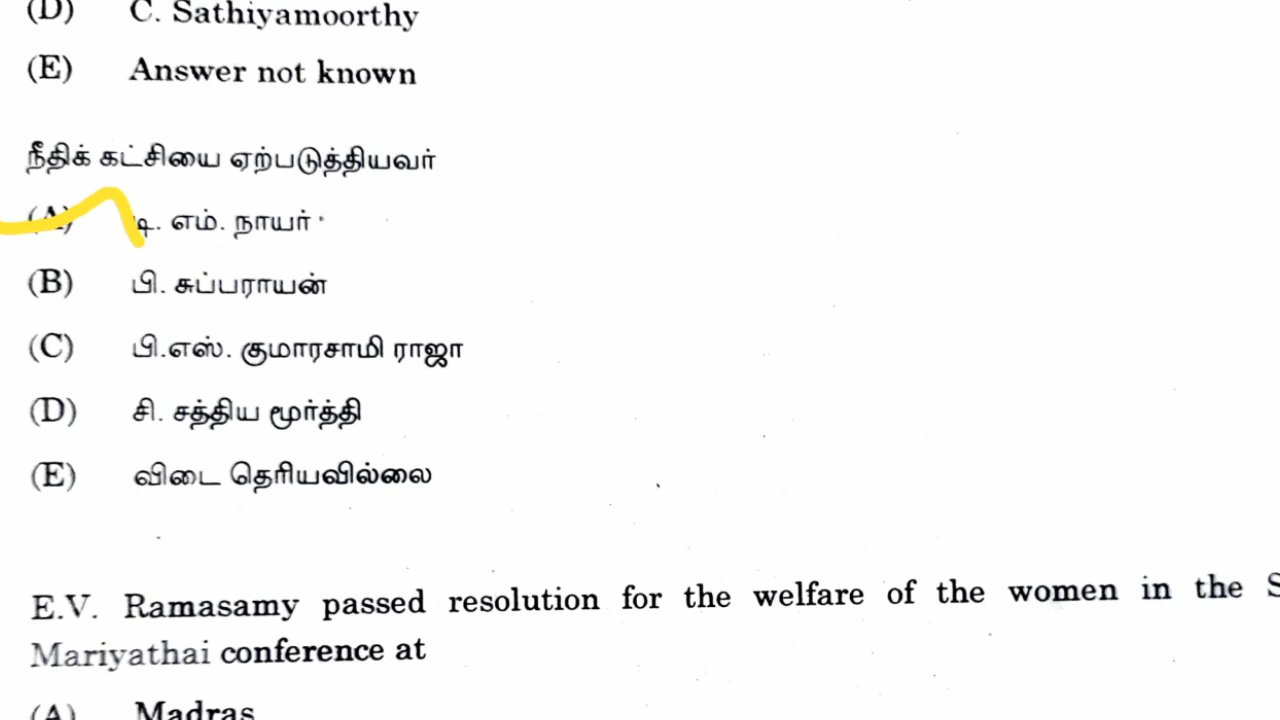 (D) C. Sathiyamoorthy
(E) Answer not known
நீதிக் கட்சியை ஏற்படுத்தியவர்
(A) டி. எம். நாயர்
(B) பி. சுப்பராயன்
(C) பி.எஸ். குமாரசாமி ராஜா
(D) சி. சத்திய மூர்த்தி
(E) விடை தெரியவில்லை
E.V. Ramasamy passed resolution for the welfare of the women in the S
Mariyathai conference at
(A) Madras